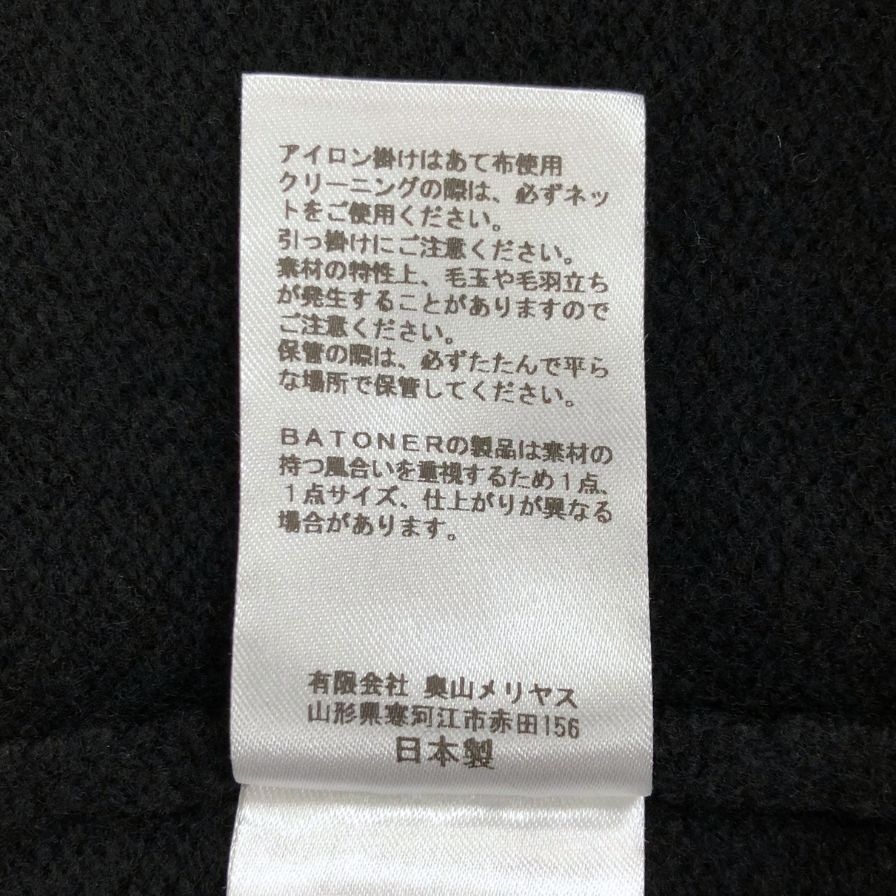 アイロン掛けはあて布使用
クリーニングの際は、必ずネッ
トをご使用ください。
引っ掛けにご注意ください。
素材の特性上、毛玉や毛羽立ち
が発生することがありますので
ご注意ください。
保管の際は、必ずたたんで平ら
な場所で保管してください。
BATONERの製品は素材の
持つ風合いを重視するため1点、
1点サイズ、仕上がりが異なる
場合があります。
有限会社 奥山メリヤス
山形県寒河江市赤田156
日本製